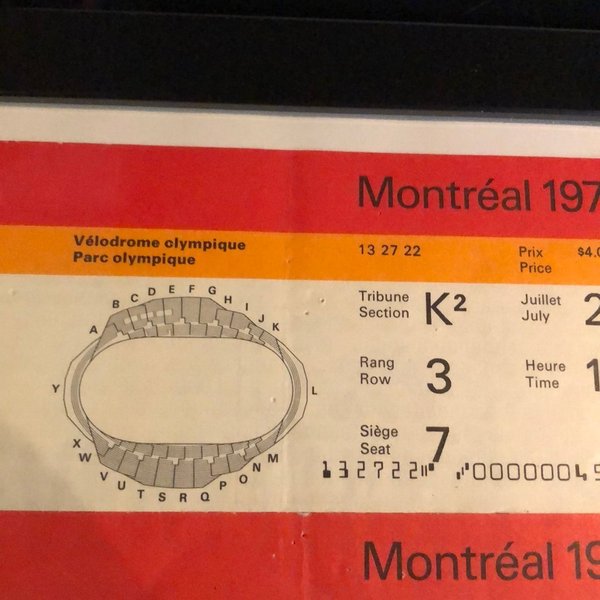 Montréal 197
Vélodrome olympique
Parc olympique
13 27 22
Prix
Price
$4.0
Tribune
Section
K²
Juillet
July
2
Rang
Row
3
Heure
Time
1
Siège
Seat
7
132722 0000004
A B C D E F G H I J K
L
M N O P Q R S T U V W X
Y
Montréal 19